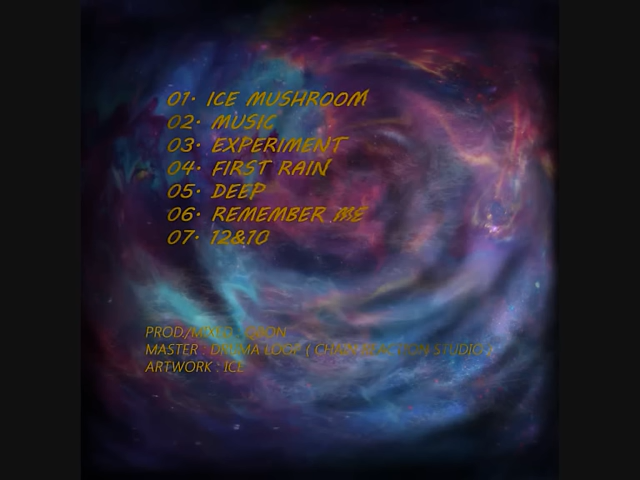 01. ICE MUSHROOM
02. MUSIC
03. EXPERIMENT
04. FIRST RAIN
05. DEEP
06. REMEMBER ME
07. 12&10
PROD./MIXED :
MASTER : LOOP ( STUDIO )
ARTWORK : ICE